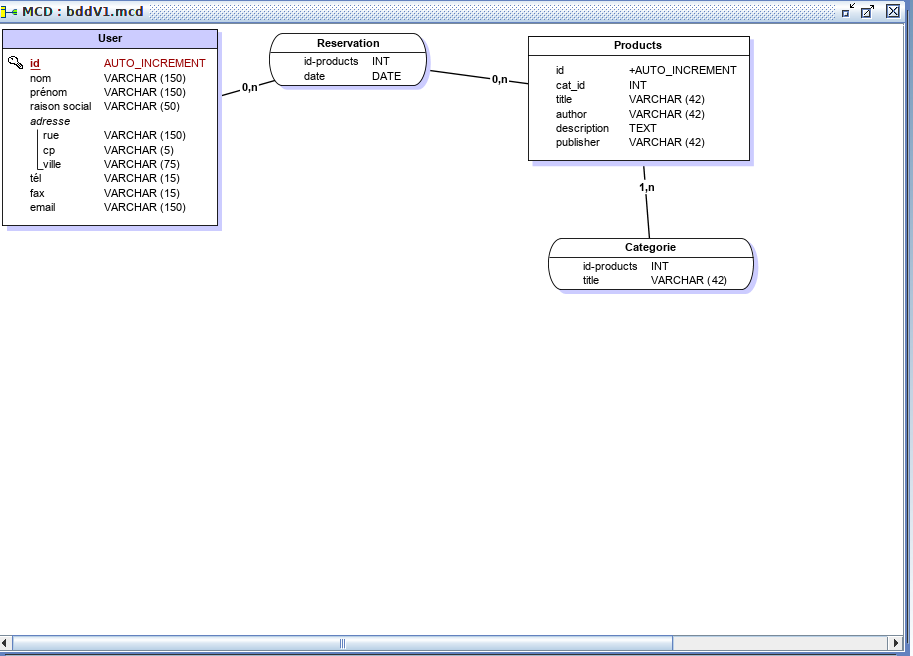 MCD : bddV1.mcd
User
id AUTO_INCREMENT
nom VARCHAR (150)
prénom VARCHAR (150)
raison social VARCHAR (50)
adresse
rue VARCHAR (150)
cp VARCHAR (5)
ville VARCHAR (75)
tél VARCHAR (15)
fax VARCHAR (15)
email VARCHAR (150)
0,n
Reservation
id-products INT
date DATE
0,n
Products
id +AUTO_INCREMENT
cat_id INT
title VARCHAR (42)
author VARCHAR (42)
description TEXT
publisher VARCHAR (42)
1,n
Categorie
id-products INT
title VARCHAR (42)